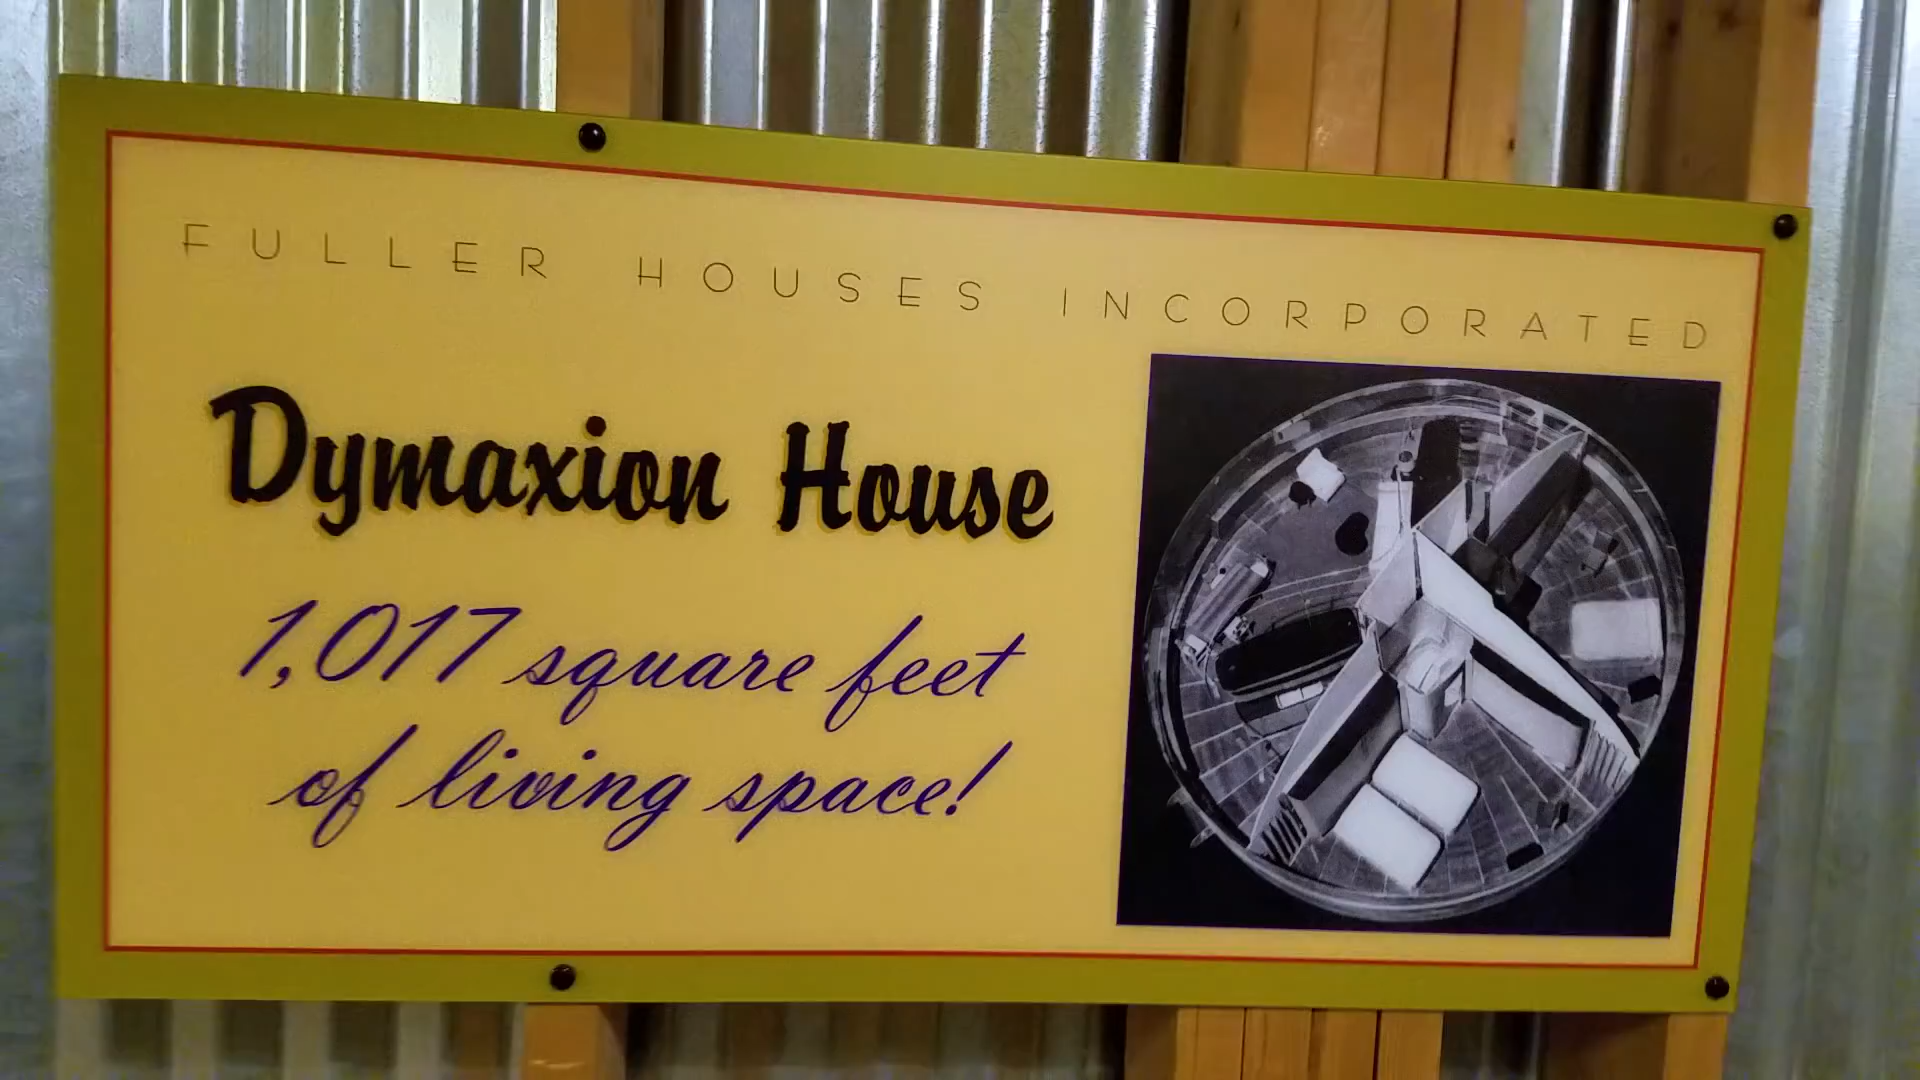 FULLER HOUSES INCORPORATED
Dymaxion House
1,017 square feet
of living space!